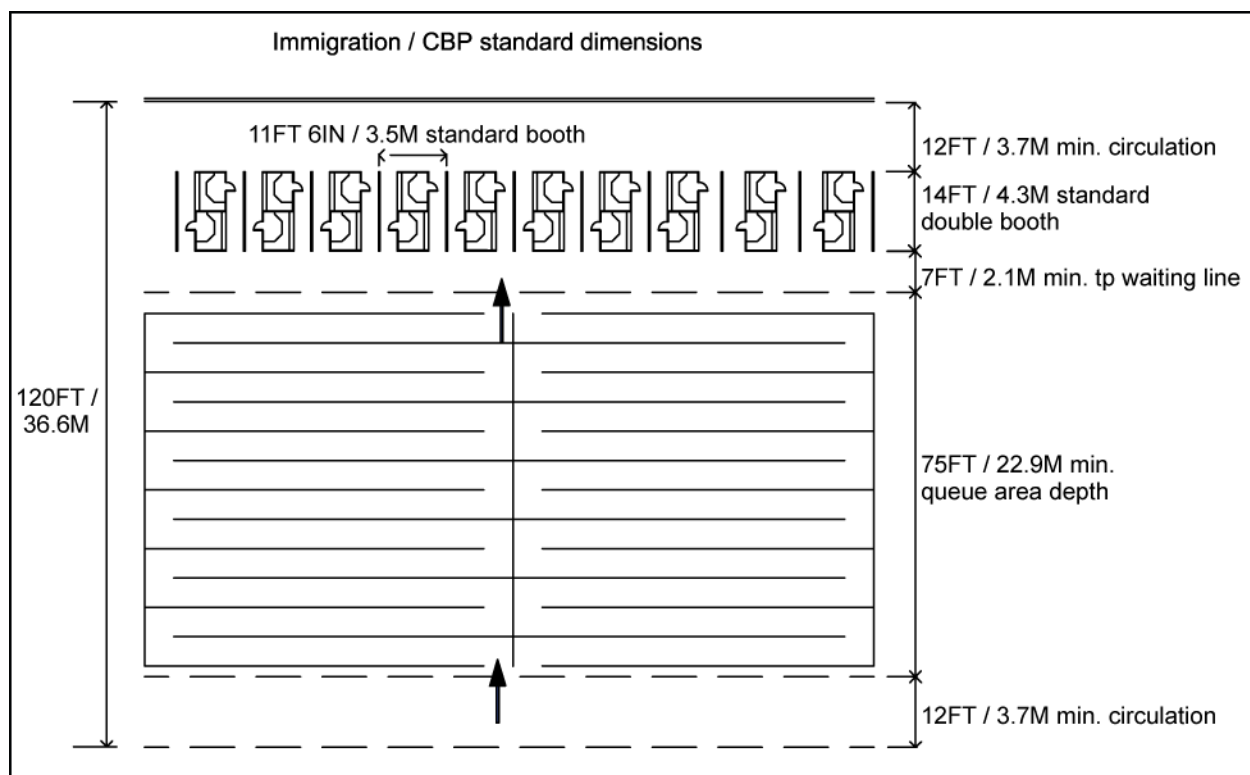 Immigration / CBP standard dimensions
11FT 6IN / 3.5M standard booth
12FT / 3.7M min. circulation
14FT / 4.3M standard
double booth
7FT / 2.1M min. tp waiting line
120FT /
36.6M
75FT / 22.9M min.
queue area depth
12FT / 3.7M min. circulation